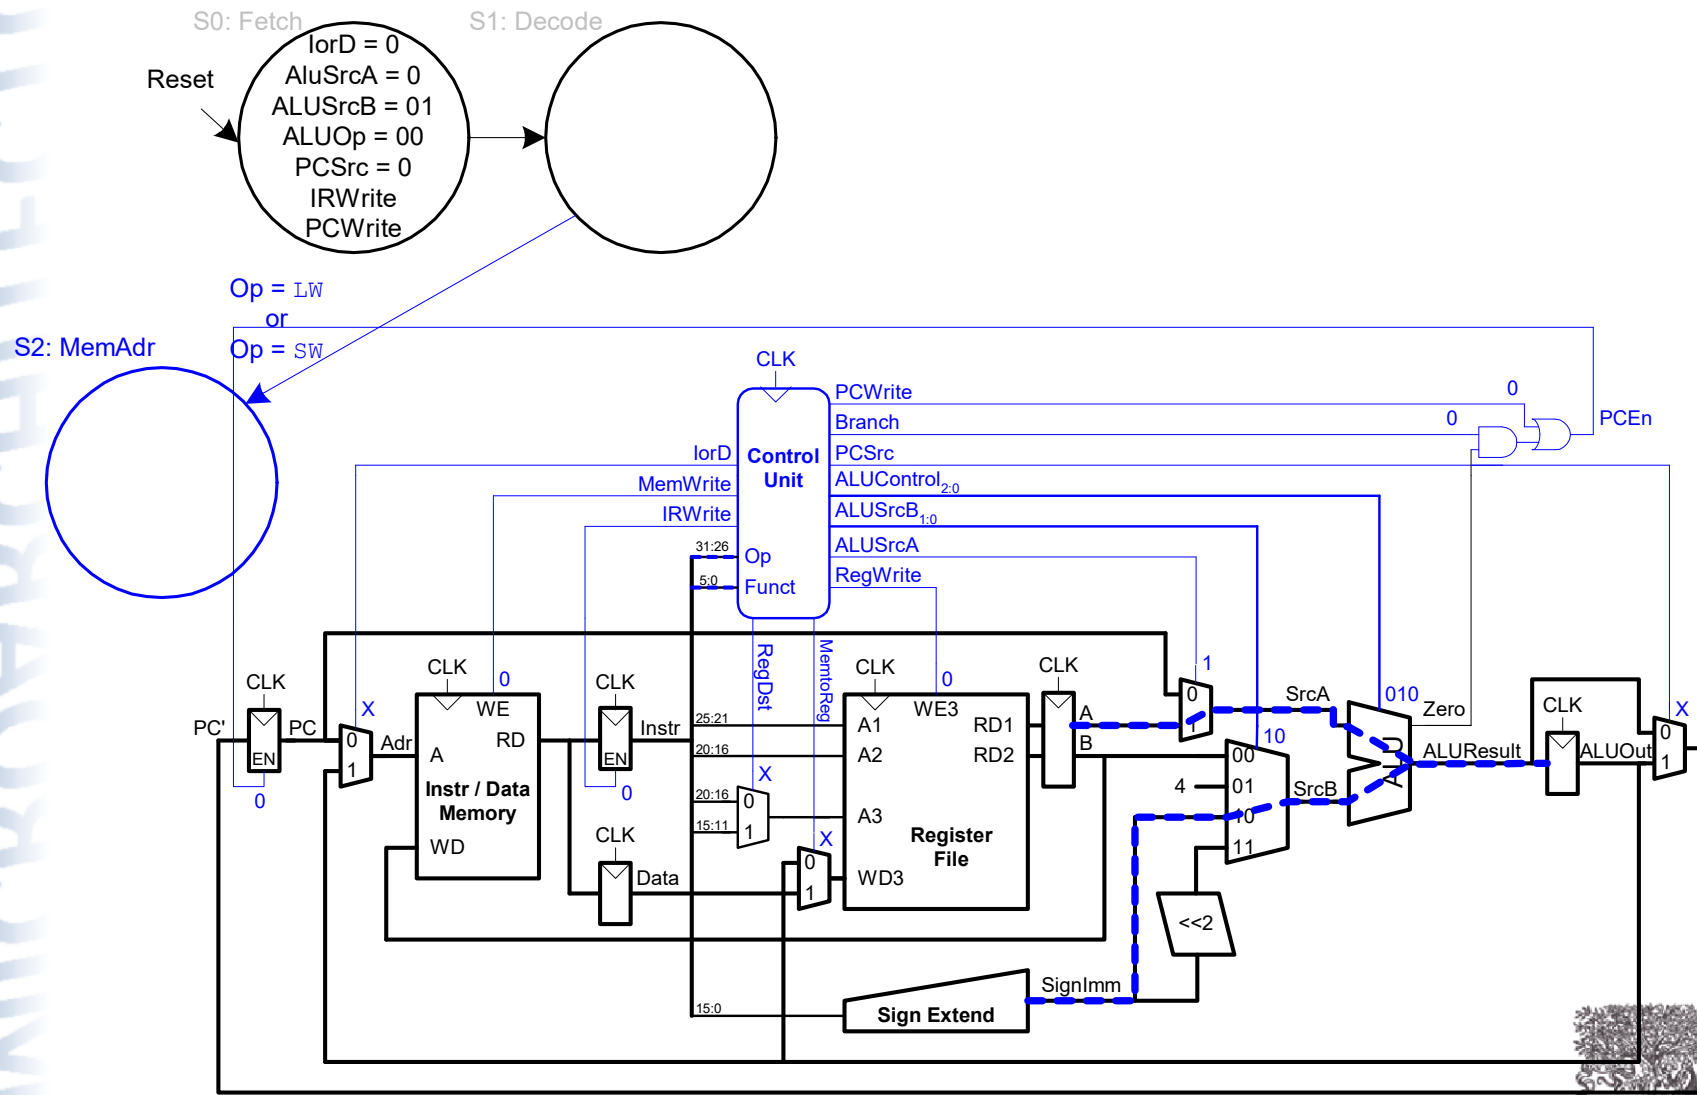 S0: Fetch
S1: Decode
IorD = 0
AluSrcA = 0
ALUSrcB = 01
ALUOp = 00
PCSrc = 0
IRWrite
PCWrite
Reset
Op = LW
or
Op = SW
S2: MemAdr
CLK
PCWrite
0
Branch
0
PCEn
IorD
Control
Unit
PCSrc
MemWrite
ALUControl2:0
IRWrite
ALUSrcB1:0
31:26
Op
ALUSrcA
5:0
Funct
RegWrite
RegDst
MemtoReg
CLK
CLK
CLK
CLK
CLK
CLK
PC'
PC
EN
0
X
0
1
Adr
0
WE
A
RD
Instr / Data
Memory
WD
EN
0
Instr
CLK
Data
25:21
20:16
20:16
15:11
X
0
1
X
0
1
0
WE3
A1
A2
A3
WD3
RD1
RD2
Register
File
A
B
1
0
1
SrcA
10
00
4
01
10
11
SrcB
<<2
010
ALU
Zero
ALUResult
ALUOut
X
0
1
SignImm
15:0
Sign Extend